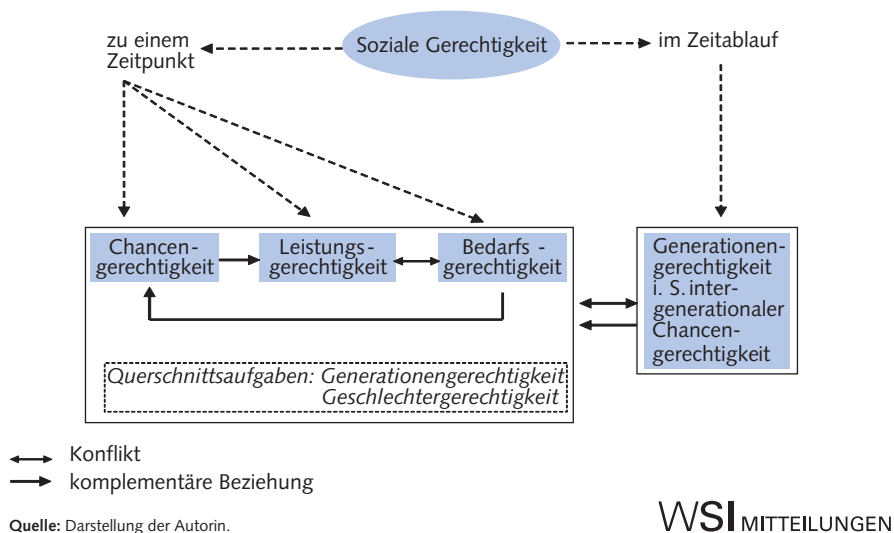 Soziale Gerechtigkeit
zu einem
Zeitpunkt
im Zeitablauf
Chancen-
gerechtigkeit
Leistungs-
gerechtigkeit
Bedarfs -
gerechtigkeit
Generationen-
gerechtigkeit
i. S. inter-
generationaler
Chancen-
gerechtigkeit
Querschnittsaufgaben: Generationengerechtigkeit
Geschlechtergerechtigkeit
Konflikt
komplementäre Beziehung
Quelle: Darstellung der Autorin.
WSI MITTEILUNGEN